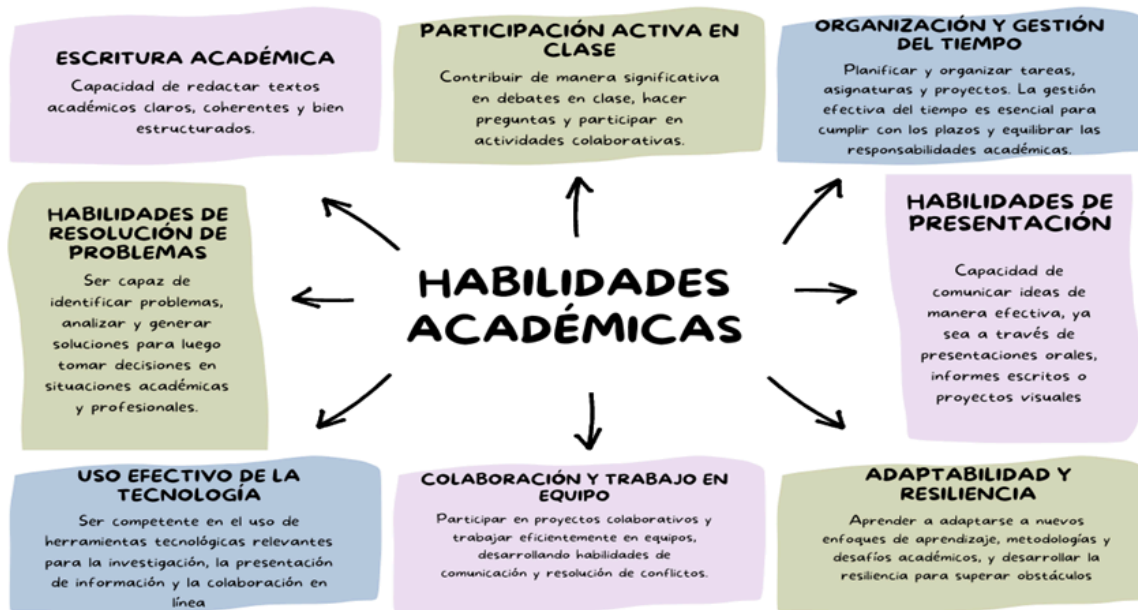 ESCRITURA ACADÉMICA
Capacidad de redactar textos
académicos claros, coherentes y bien
estructurados.
PARTICIPACIÓN ACTIVA EN
CLASE
Contribuir de manera significativa
en debates en clase, hacer
preguntas y participar en
actividades colaborativas.
ORGANIZACIÓN Y GESTIÓN
DEL TIEMPO
Planificar y organizar tareas,
asignaturas y proyectos. La gestión
efectiva del tiempo es esencial para
cumplir con los plazos y equilibrar las
responsabilidades académicas.
HABILIDADES DE
RESOLUCIÓN DE
PROBLEMAS
Ser capaz de
identificar problemas,
analizar y generar
soluciones para luego
tomar decisiones en
situaciones académicas
y profesionales.
HABILIDADES
ACADÉMICAS
HABILIDADES DE
PRESENTACIÓN
Capacidad de
comunicar ideas de
manera efectiva, ya
sea a través de
presentaciones orales,
informes escritos o
proyectos visuales
USO EFECTIVO DE LA
TECNOLOGÍA
Ser competente en el uso de
herramientas tecnológicas relevantes
para la investigación, la presentación
de información y la colaboración en
línea
COLABORACIÓN Y TRABAJO EN
EQUIPO
Participar en proyectos colaborativos y
trabajar eficientemente en equipos,
desarrollando habilidades de
comunicación y resolución de conflictos.
ADAPTABILIDAD Y
RESILIENCIA
Aprender a adaptarse a nuevos
enfoques de aprendizaje, metodologías y
desafíos académicos, y desarrollar la
resiliencia para superar obstáculos